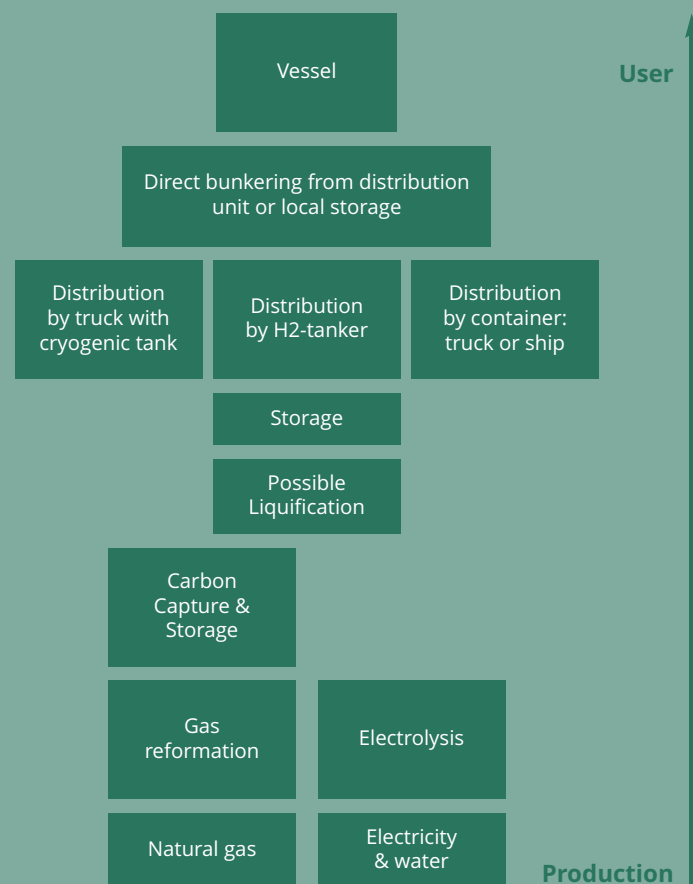 Vessel
User
Direct bunkering from distribution
unit or local storage
Distribution
by truck with
cryogenic tank
Distribution
by H2-tanker
Distribution
by container:
truck or ship
Storage
Possible
Liquification
Carbon
Capture &
Storage
Gas
reformation
Electrolysis
Natural gas
Electricity
& water
Production